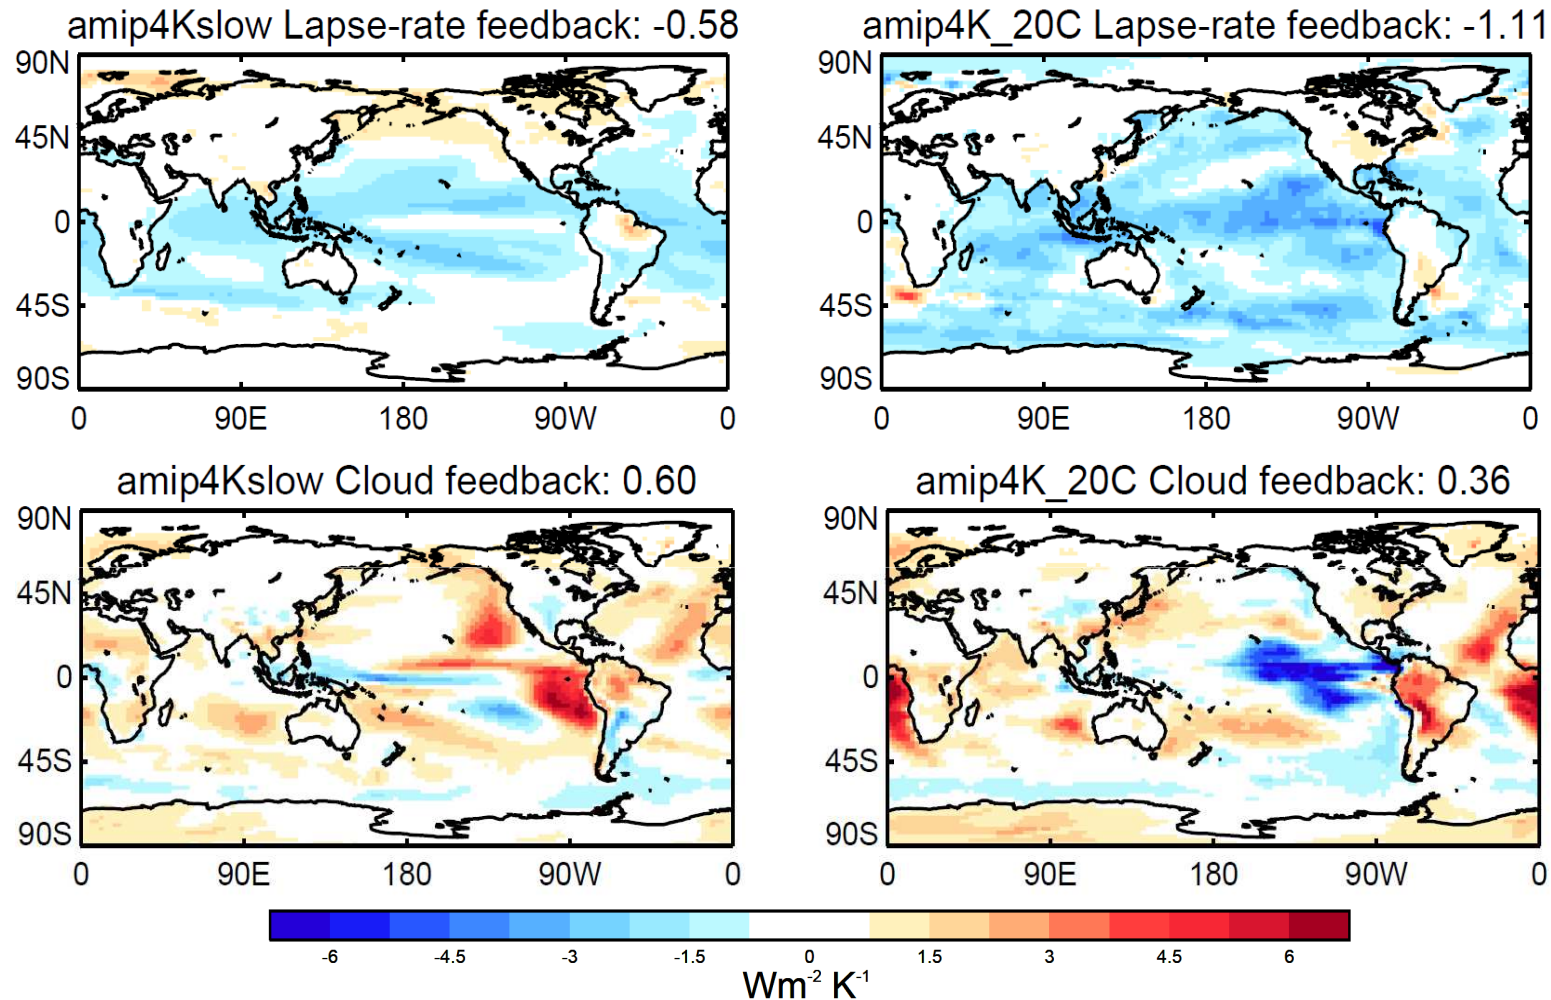 amip4Kslow Lapse-rate feedback: -0.58
amip4K_20C Lapse-rate feedback: -1.11
90N
45N
0
45S
90S
0 90E 180 90W 0
90N
45N
0
45S
90S
0 90E 180 90W 0
amip4Kslow Cloud feedback: 0.60
amip4K_20C Cloud feedback: 0.36
90N
45N
0
45S
90S
0 90E 180 90W 0
90N
45N
0
45S
90S
0 90E 180 90W 0
-6 -4.5 -3 -1.5 0 1.5 3 4.5 6
Wm⁻² K⁻¹